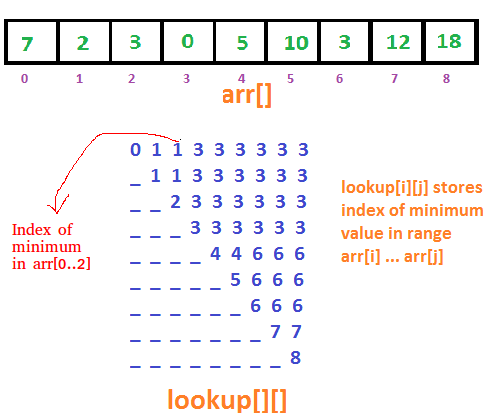 7 2 3 0 5 10 3 12 18
0 1 2 3 4 5 6 7 8
arr[]
0 1 1 3 3 3 3 3 3
_ 1 1 3 3 3 3 3 3
_ _ 2 3 3 3 3 3 3
_ _ _ 3 3 3 3 3 3
_ _ _ _ 4 4 6 6 6
_ _ _ _ _ 5 6 6 6
_ _ _ _ _ _ 6 6 6
_ _ _ _ _ _ _ 7 7
_ _ _ _ _ _ _ _ 8
Index of
minimum
in arr[0..2]
lookup[i][j] stores
index of minimum
value in range
arr[i] ... arr[j]
lookup[][]